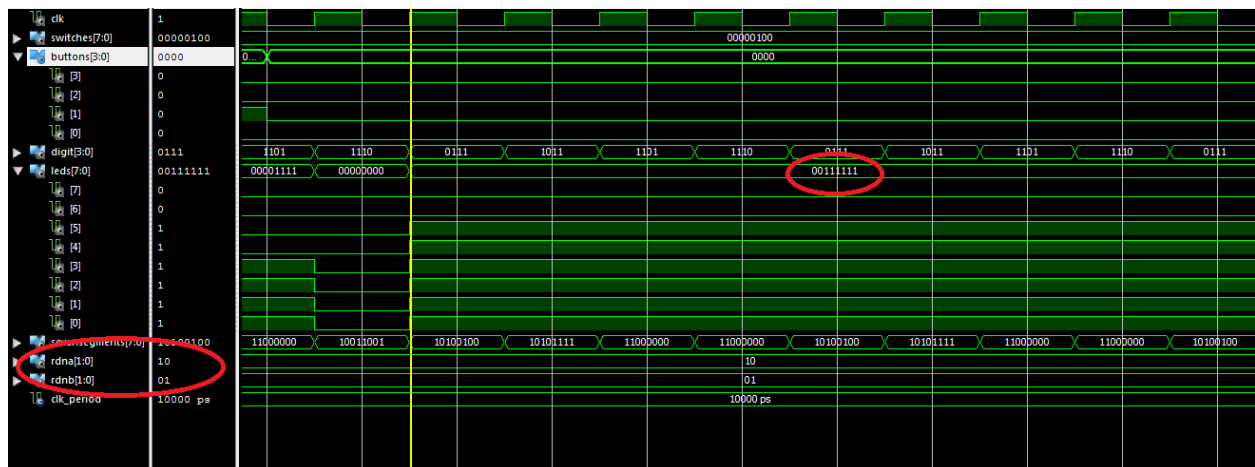 clk 1
switches[7:0] 00000100 00000100
buttons[3:0] 0000 0... 0000
[3] 0
[2] 0
[1] 0
[0] 0
digit[3:0] 0111 1101 1110 0111 1011 1101 1110 0111 1011 1101 1110 0111
leds[7:0] 00111111 00001111 00000000 00111111
[7] 0
[6] 0
[5] 1
[4] 1
[3] 1
[2] 1
[1] 1
[0] 1
sevensegments[7:0] 10100100 11000000 10011001 10100100 10101111 11000000 11000000 10100100 10101111 11000000 11000000 10100100
rdna[1:0] 10 10
rdnb[1:0] 01 01
clk_period 10000 ps 10000 ps